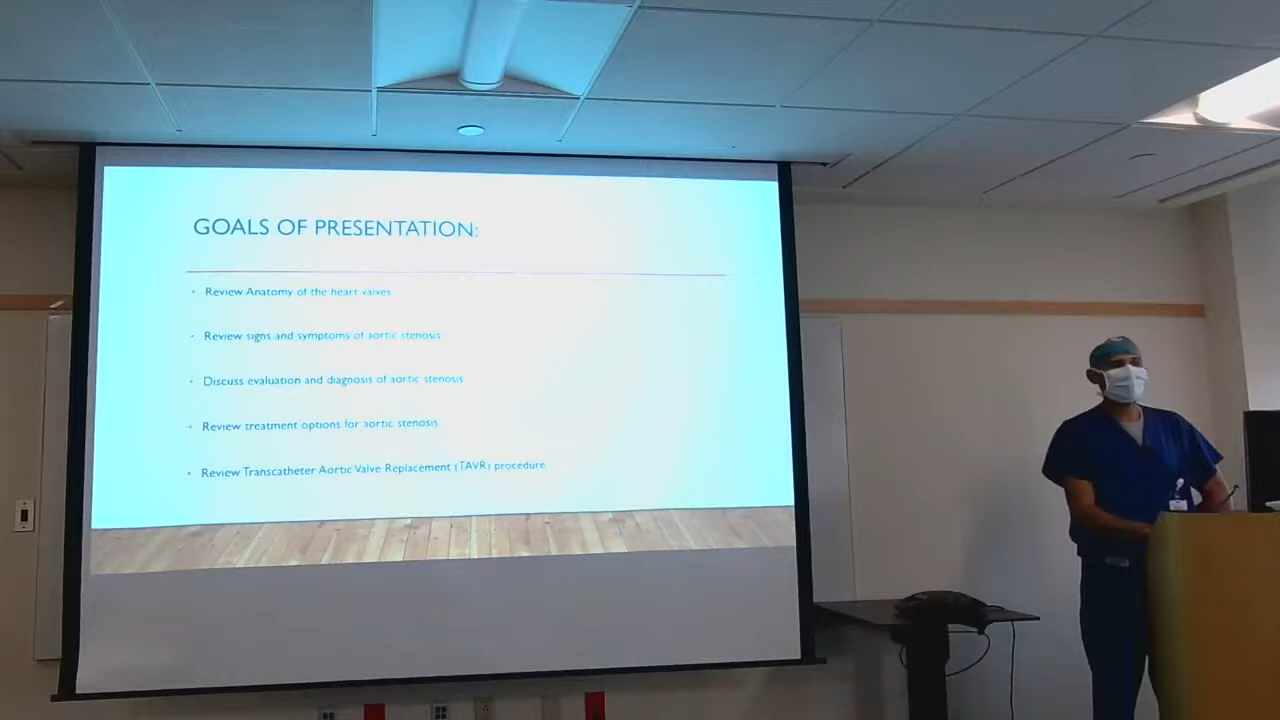 GOALS OF PRESENTATION:
• Review Anatomy of the heart valves
• Review signs and symptoms of aortic stenosis
• Discuss evaluation and diagnosis of aortic stenosis
• Review treatment options for aortic stenosis
• Review Transcatheter Aortic Valve Replacement (TAVR) procedure